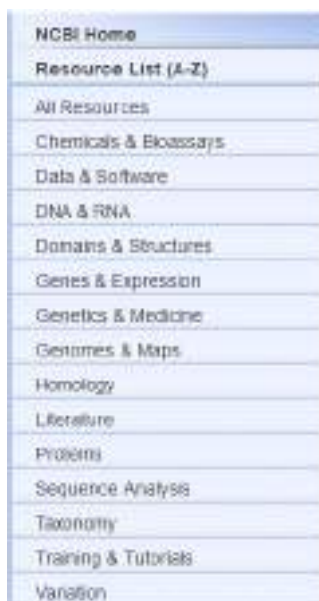 NCBI Home
Resource List (A-Z)
All Resources
Chemicals & Bioassays
Data & Software
DNA & RNA
Domains & Structures
Genes & Expression
Genetics & Medicine
Genomes & Maps
Homology
Literature
Proteins
Sequence Analysis
Taxonomy
Training & Tutorials
Variation